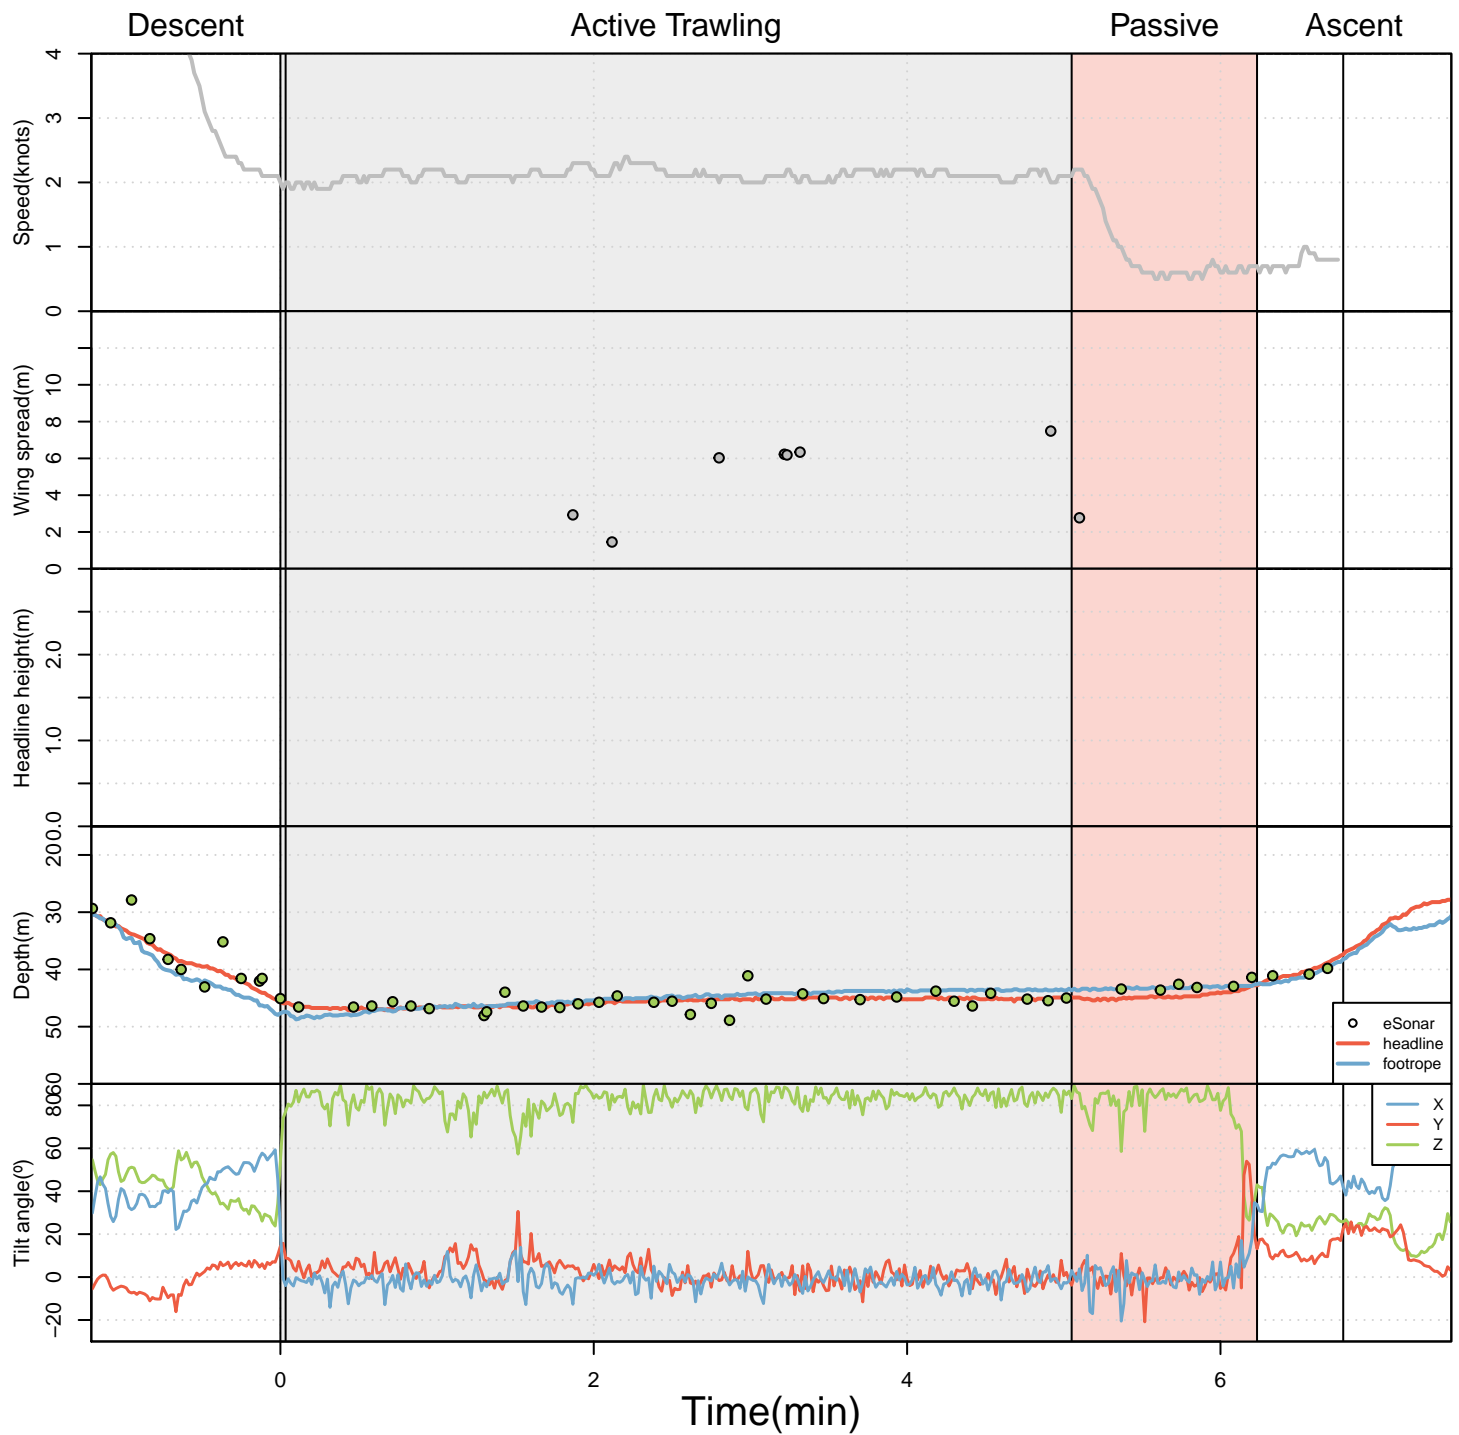 Descent Active Trawling Passive Ascent
Speed(knots)
0 1 2 3 4
Wing spread(m)
0 2 4 6 8 10
Headline height(m)
0.0 1.0 2.0
Depth(m)
20 30 40 50 60
eSonar
headline
footrope
Tilt angle(º)
−20 0 20 40 60 80
X
Y
Z
0 2 4 6
Time(min)